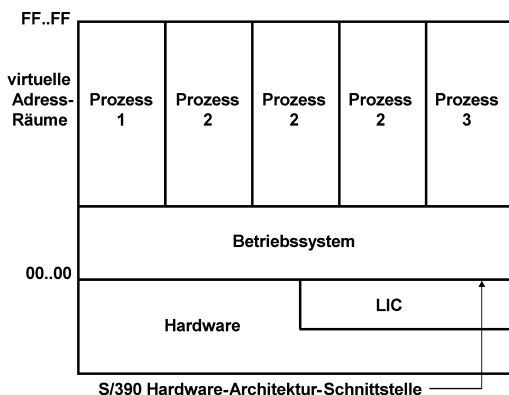 FF..FF
virtuelle
Adress-
Räume
Prozess
1
Prozess
2
Prozess
2
Prozess
2
Prozess
3
Betriebssystem
00..00
LIC
Hardware
S/390 Hardware-Architektur-Schnittstelle